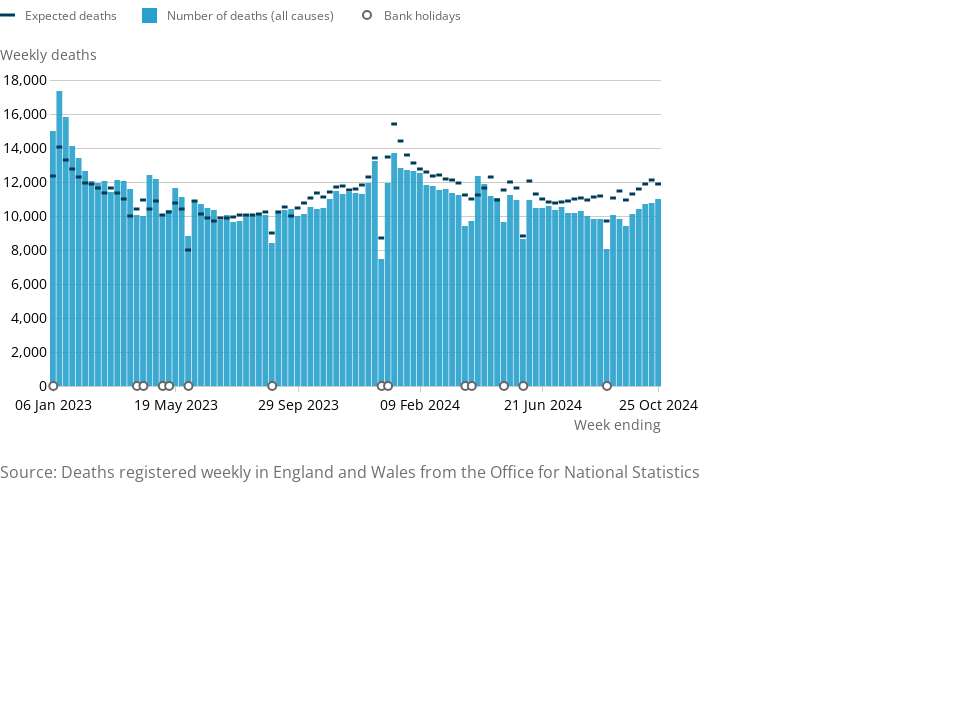 Expected deaths Number of deaths (all causes) Bank holidays
Weekly deaths
18,000
16,000
14,000
12,000
10,000
8,000
6,000
4,000
2,000
0
06 Jan 2023 19 May 2023 29 Sep 2023 09 Feb 2024 21 Jun 2024 25 Oct 2024
Week ending
Source: Deaths registered weekly in England and Wales from the Office for National Statistics